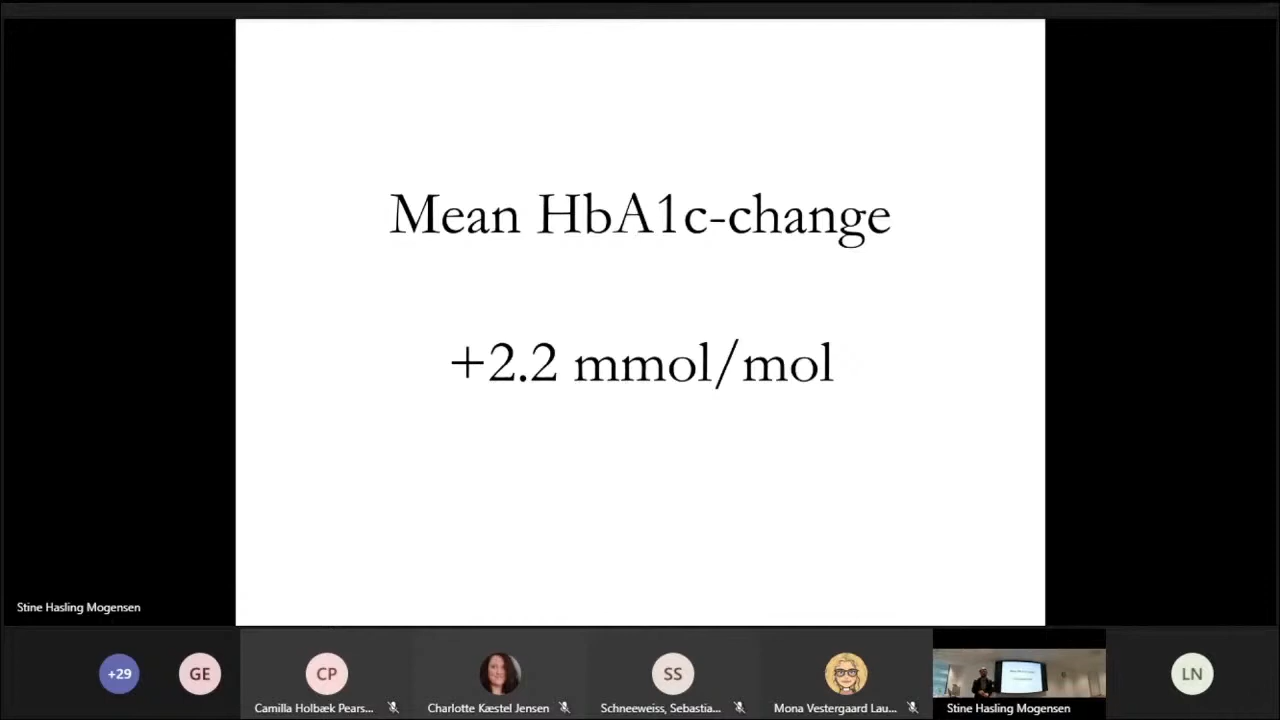 Mean HbA1c-change
+2.2 mmol/mol
Stine Hasling Mogensen
+29
GE
CP
SS
LN
Camilla Holbæk Pears...
Charlotte Kæstel Jensen
Schneeweiss, Sebastia...
Mona Vestergaard Lau...
Stine Hasling Mogensen